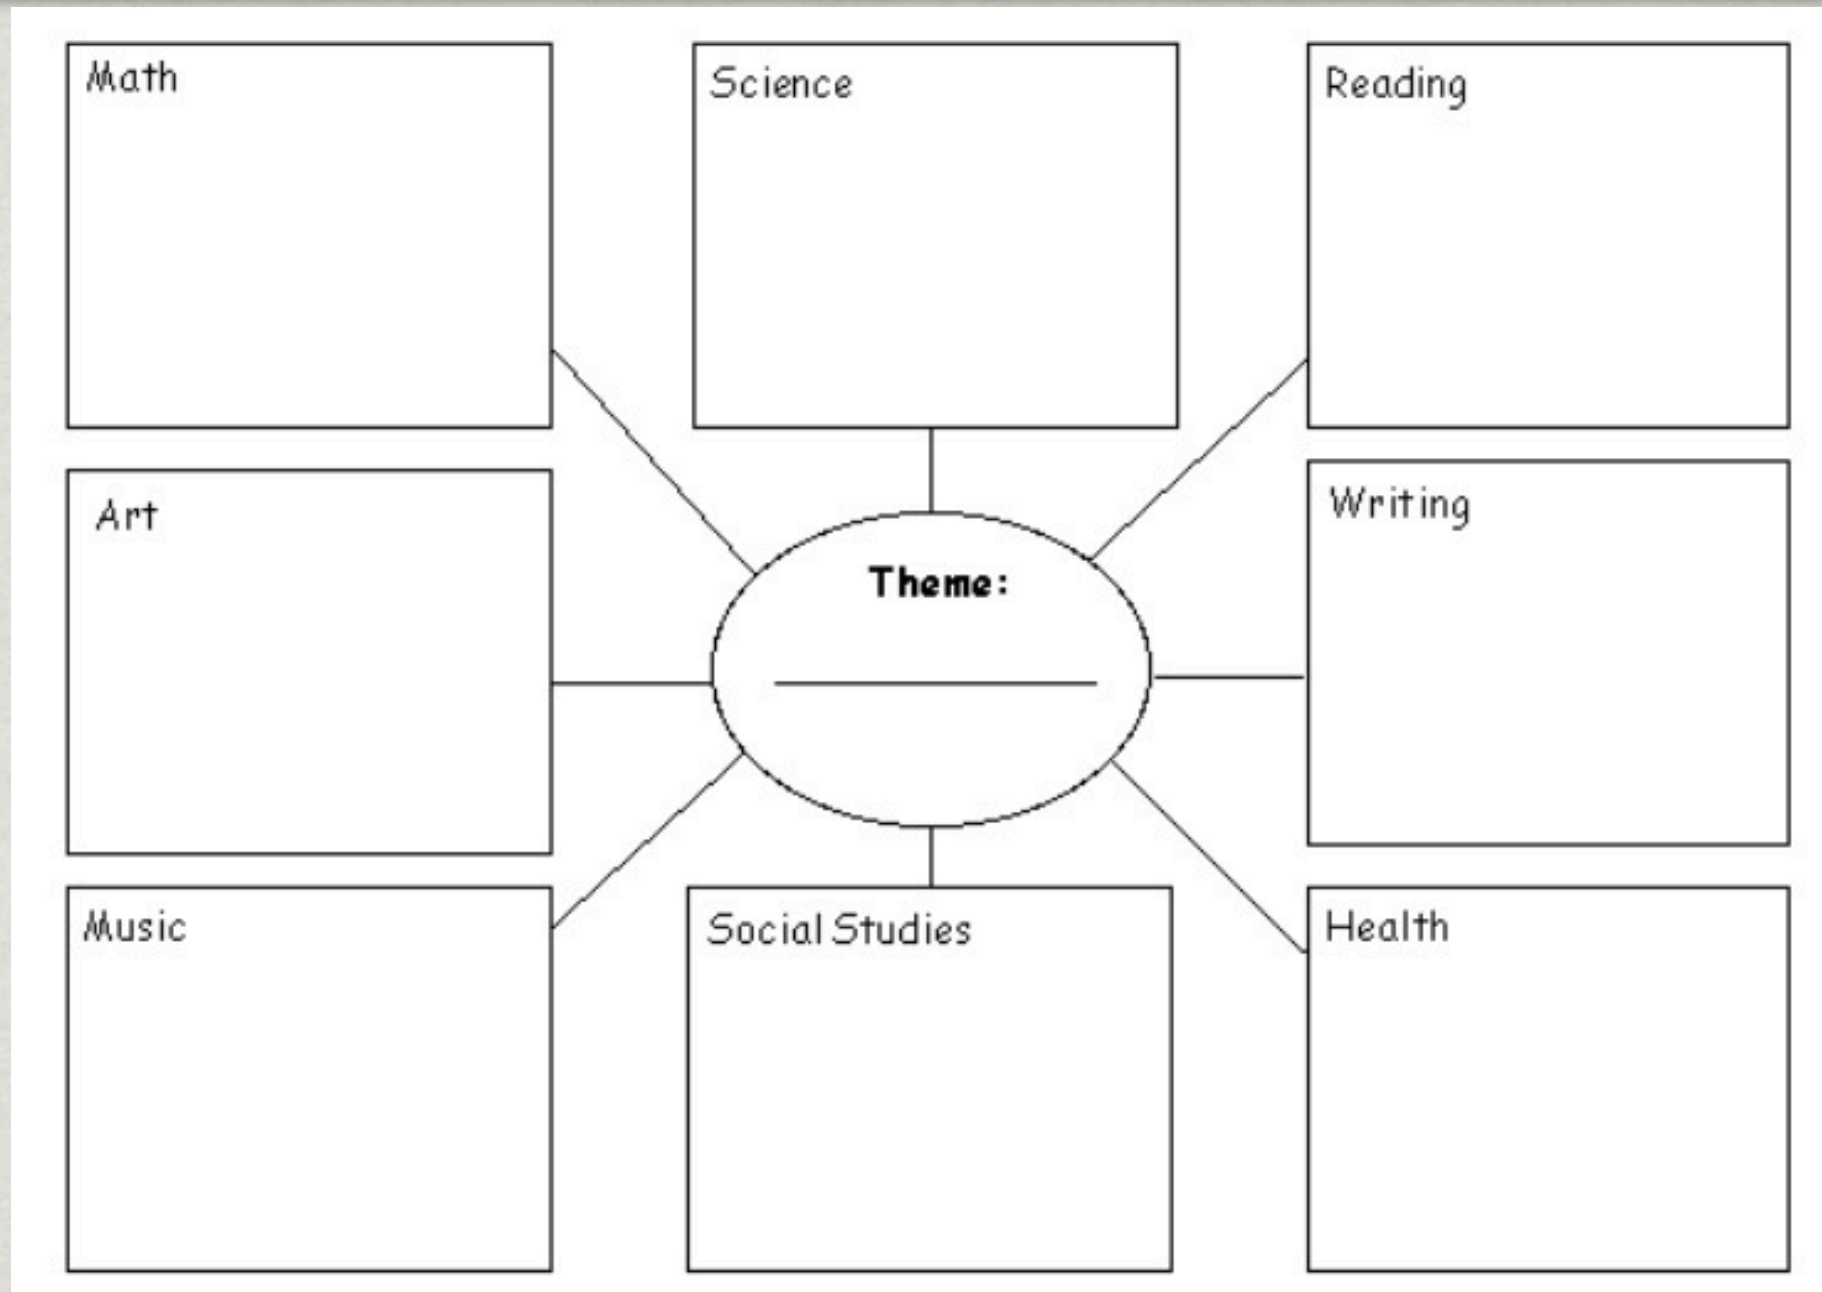 Math
Science
Reading
Art
Theme:
Writing
Music
Social Studies
Health